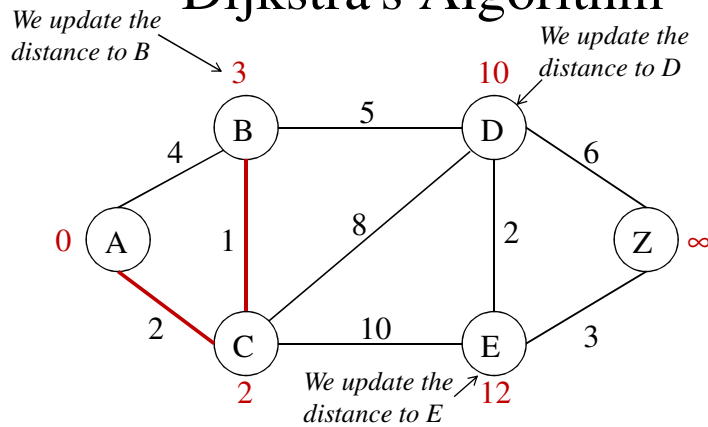 Dijkstra's Algorithm
We update the
distance to B
We update the
distance to D
3
10
B
5
D
4
6
0
A
1
8
2
Z
∞
2
C
10
E
3
2
We update the
distance to E
12